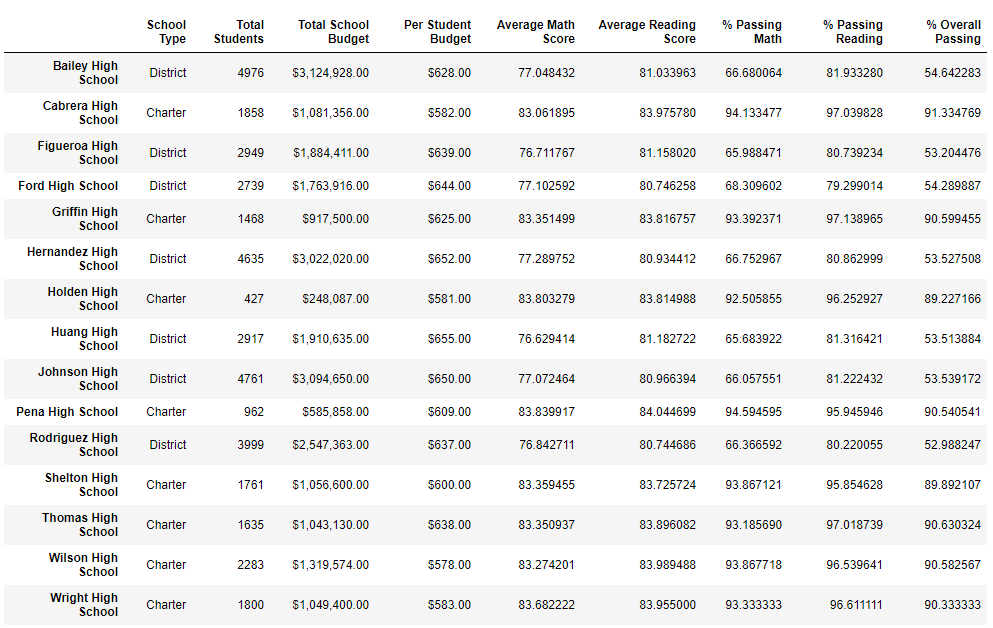 School Type Total Students Total School Budget Per Student Budget Average Math Score Average Reading Score % Passing Math % Passing Reading % Overall Passing
Bailey High School District 4976 $3,124,928.00 $628.00 77.048432 81.033963 66.680064 81.933280 54.642283
Cabrera High School Charter 1858 $1,081,356.00 $582.00 83.061895 83.975780 94.133477 97.039828 91.334769
Figueroa High School District 2949 $1,884,411.00 $639.00 76.711767 81.158020 65.988471 80.739234 53.204476
Ford High School District 2739 $1,763,916.00 $644.00 77.102592 80.746258 68.309602 79.299014 54.289887
Griffin High School Charter 1468 $917,500.00 $625.00 83.351499 83.816757 93.392371 97.138965 90.599455
Hernandez High School District 4635 $3,022,020.00 $652.00 77.289752 80.934412 66.752967 80.862999 53.527508
Holden High School Charter 427 $248,087.00 $581.00 83.803279 83.814988 92.505855 96.252927 89.227166
Huang High School District 2917 $1,910,635.00 $655.00 76.629414 81.182722 65.683922 81.316421 53.513884
Johnson High School District 4761 $3,094,650.00 $650.00 77.072464 80.966394 66.057551 81.222432 53.539172
Pena High School Charter 962 $585,858.00 $609.00 83.839917 84.044699 94.594595 95.945946 90.540541
Rodriguez High School District 3999 $2,547,363.00 $637.00 76.842711 80.744686 66.366592 80.220055 52.988247
Shelton High School Charter 1761 $1,056,600.00 $600.00 83.359455 83.725724 93.867121 95.854628 89.892107
Thomas High School Charter 1635 $1,043,130.00 $638.00 83.350937 83.896082 93.185690 97.018739 90.630324
Wilson High School Charter 2283 $1,319,574.00 $578.00 83.274201 83.989488 93.867718 96.539641 90.582567
Wright High School Charter 1800 $1,049,400.00 $583.00 83.682222 83.955000 93.333333 96.611111 90.333333